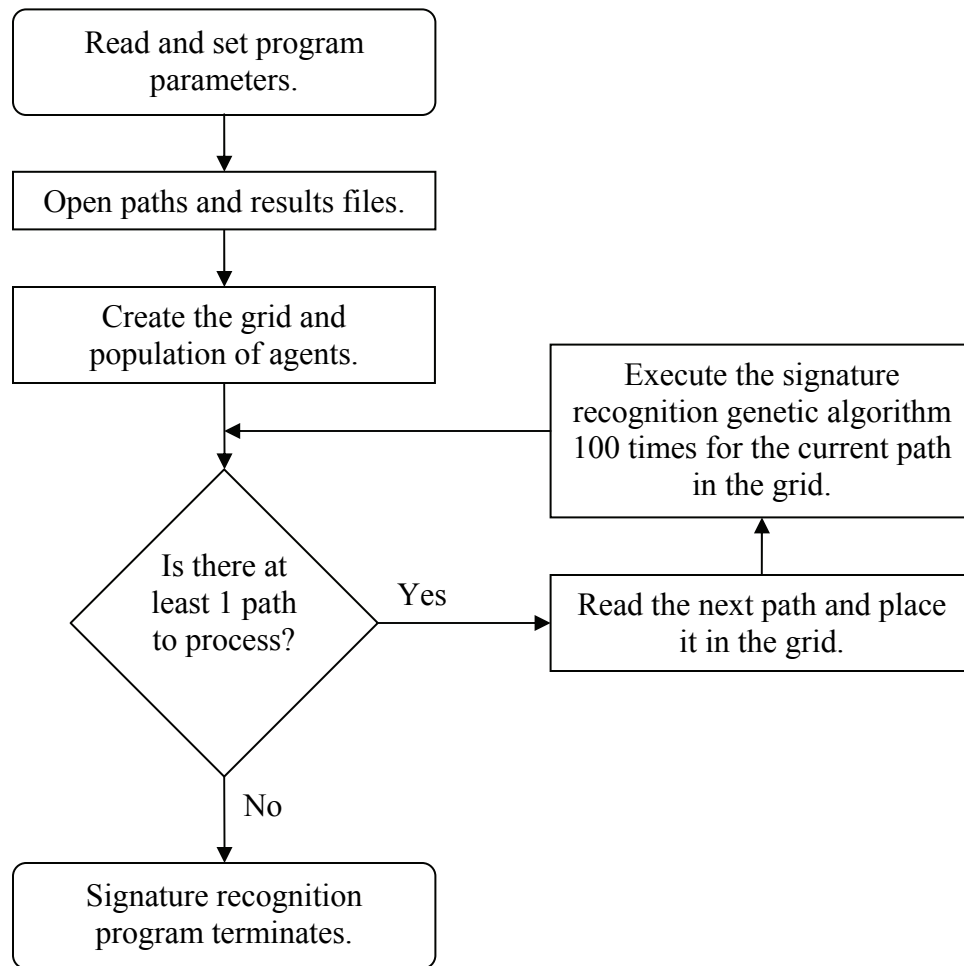 Read and set program
parameters.
Open paths and results files.
Create the grid and
population of agents.
Execute the signature
recognition genetic algorithm
100 times for the current path
in the grid.
Is there at
least 1 path
to process?
Yes
Read the next path and place
it in the grid.
No
Signature recognition
program terminates.